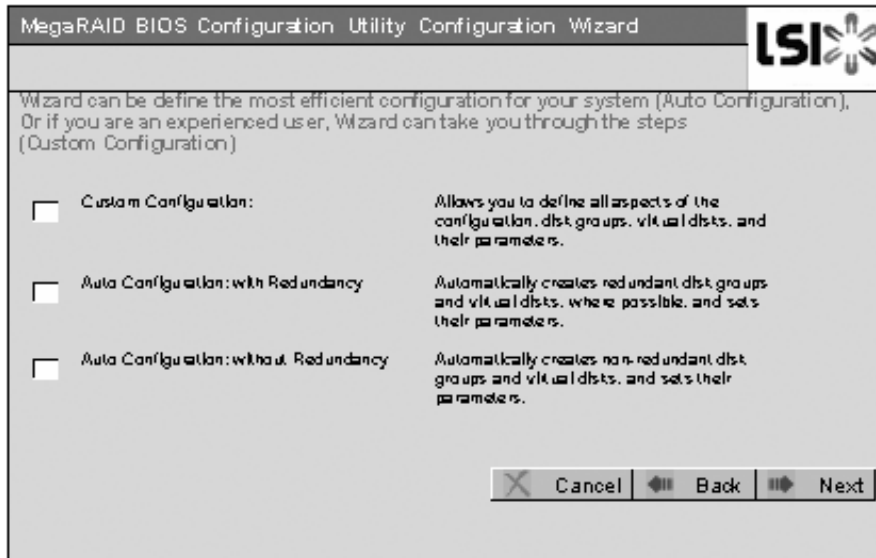 MegaRAID BIOS Configuration Utility Configuration Wizard
LSI
Wizard can be define the most efficient configuration for your system (Auto Configuration),
Or if you are an experienced user, Wizard can take you through the steps
(Custom Configuration)
Custom Configuration:
Allows you to define all aspects of the
configuration, disk groups, virtual disks, and
their parameters.
Auto Configuration: with Redundancy
Automatically creates redundant disk groups
and virtual disks, where possible, and sets
their parameters.
Auto Configuration: without Redundancy
Automatically creates non-redundant disk
groups and virtual disks, and sets their
parameters.
Cancel
Back
Next